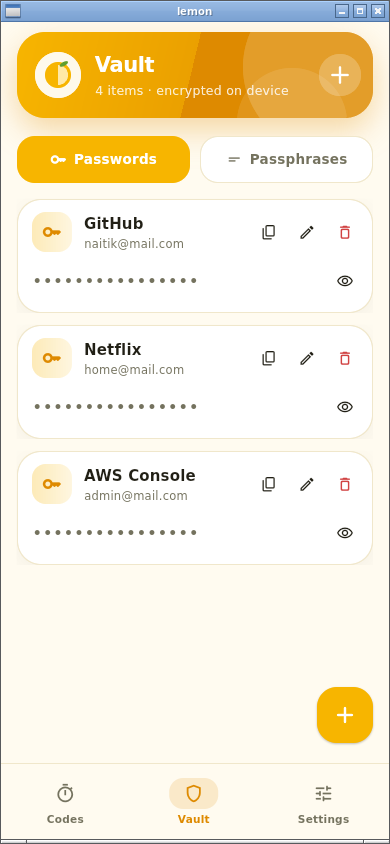 lemon
Vault
4 items · encrypted on device
Passwords
Passphrases
GitHub
naitik@mail.com
••••••••••••••••
Netflix
home@mail.com
••••••••••••••••
AWS Console
admin@mail.com
••••••••••••••••
Codes
Vault
Settings